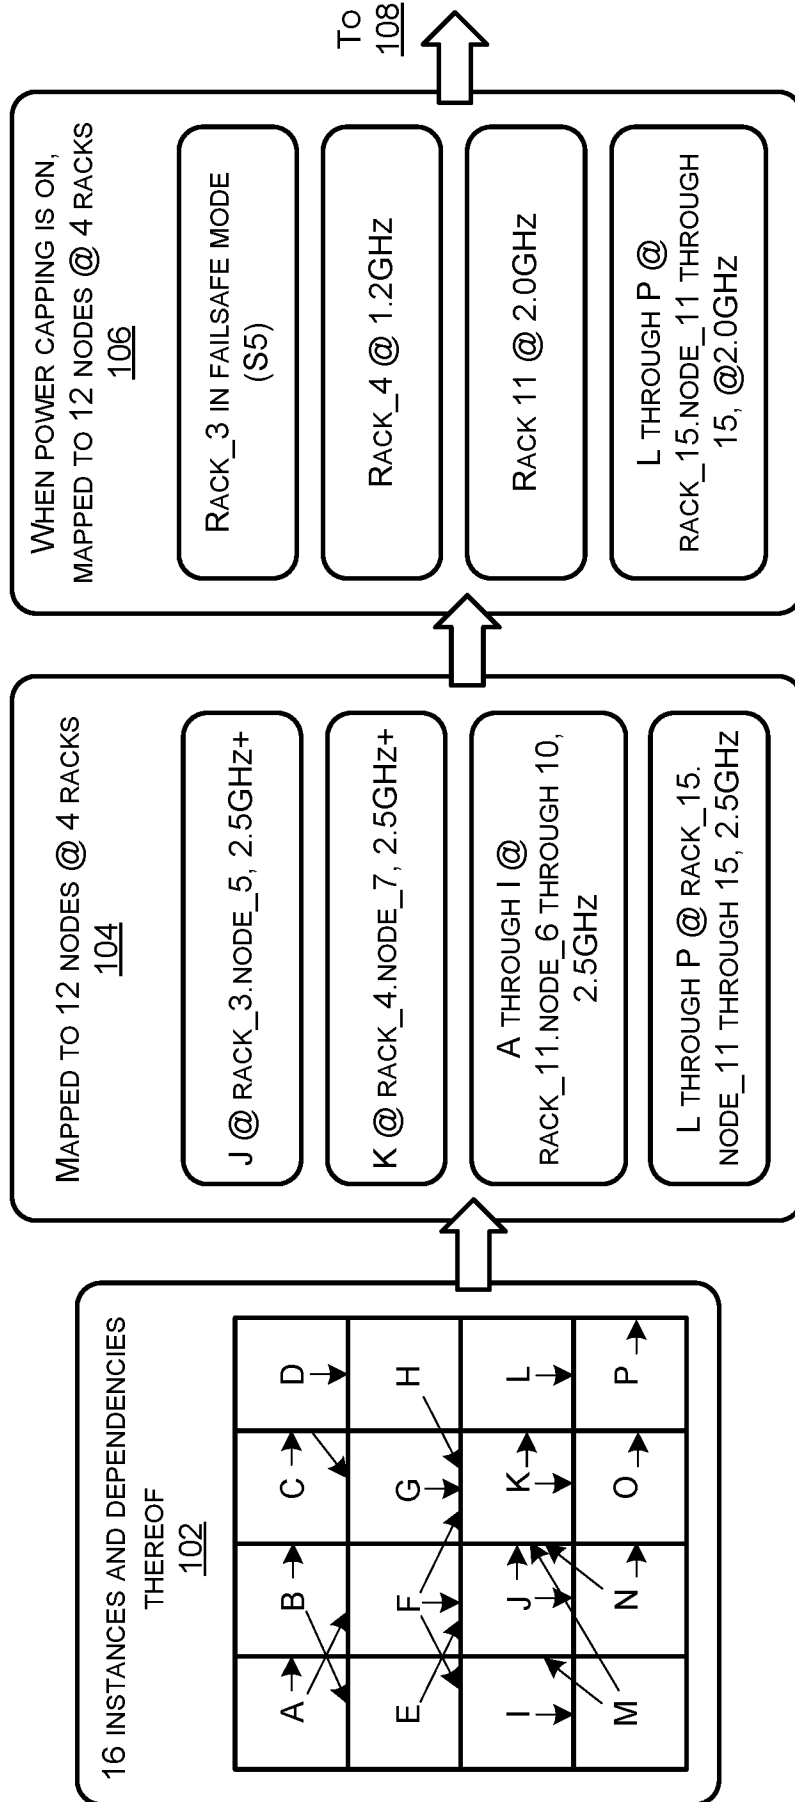 16 INSTANCES AND DEPENDENCIES
THEREOF
102
A B C D
E F G H
I J K L
M N O P
MAPPED TO 12 NODES @ 4 RACKS
104
J @ RACK_3.NODE_5, 2.5GHZ+
K @ RACK_4.NODE_7, 2.5GHZ+
A THROUGH I @
RACK_11.NODE_6 THROUGH 10,
2.5GHZ
L THROUGH P @ RACK_15.
NODE_11 THROUGH 15, 2.5GHZ
WHEN POWER CAPPING IS ON,
MAPPED TO 12 NODES @ 4 RACKS
106
RACK_3 IN FAILSAFE MODE
(S5)
RACK_4 @ 1.2GHZ
RACK 11 @ 2.0GHZ
L THROUGH P @
RACK_15.NODE_11 THROUGH
15, @2.0GHZ
TO
108